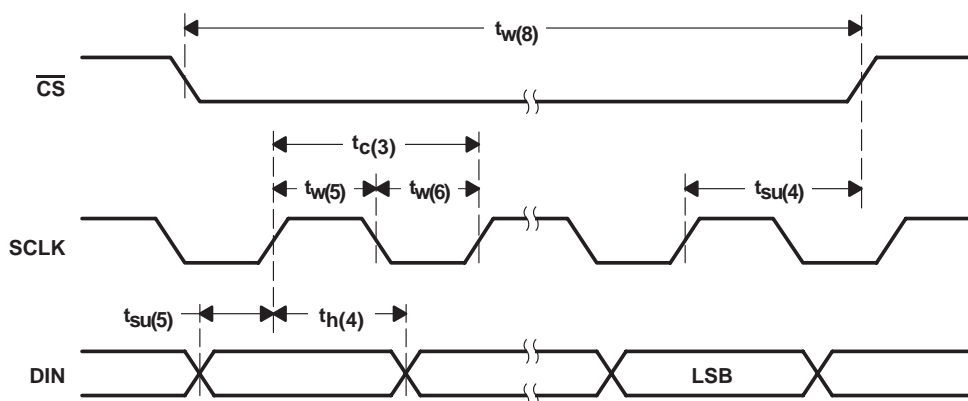 tw(8)
CS
tc(3)
tw(5) tw(6) tsu(4)
SCLK
tsu(5) th(4)
DIN LSB